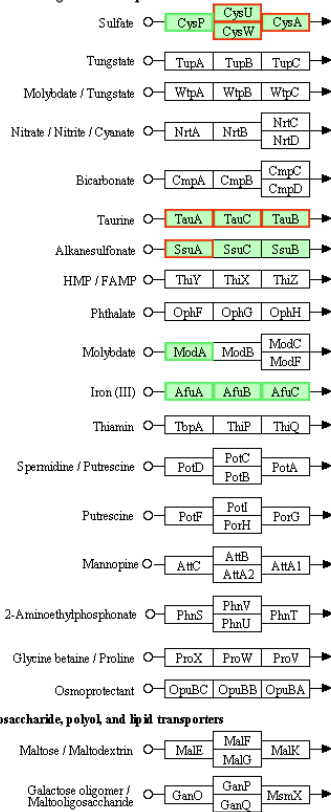 Sulfate CysP CysU CysW CysA
Tungstate TupA TupB TupC
Molybdate / Tungstate WtpA WtpB WtpC
Nitrate / Nitrite / Cyanate NrtA NrtB NrtC NrtD
Bicarbonate CmpA CmpB CmpC CmpD
Taurine TauA TauC TauB
Alkanesulfonate SsuA SsuC SsuB
HMP / FAMP ThiY ThiX ThiZ
Phthalate OphF OphG OphH
Molybdate ModA ModB ModC ModF
Iron (III) AfuA AfuB AfuC
Thiamin TbpA ThiP ThiQ
Spermidine / Putrescine PotD PotC PotB PotA
Putrescine PotF PotI PorH PorG
Mannopine AttC AttB AttA2 AttA1
2-Aminoethylphosphonate PhnS PhnV PhnU PhnT
Glycine betaine / Proline ProX ProW ProV
Osmoprotectant OpuBC OpuBB OpuBA
osaccharide, polyol, and lipid transporters
Maltose / Maltodextrin MalE MalF MalG MalK
Galactose oligomer / Maltooligosaccharide GanO GanP GanQ MsmX